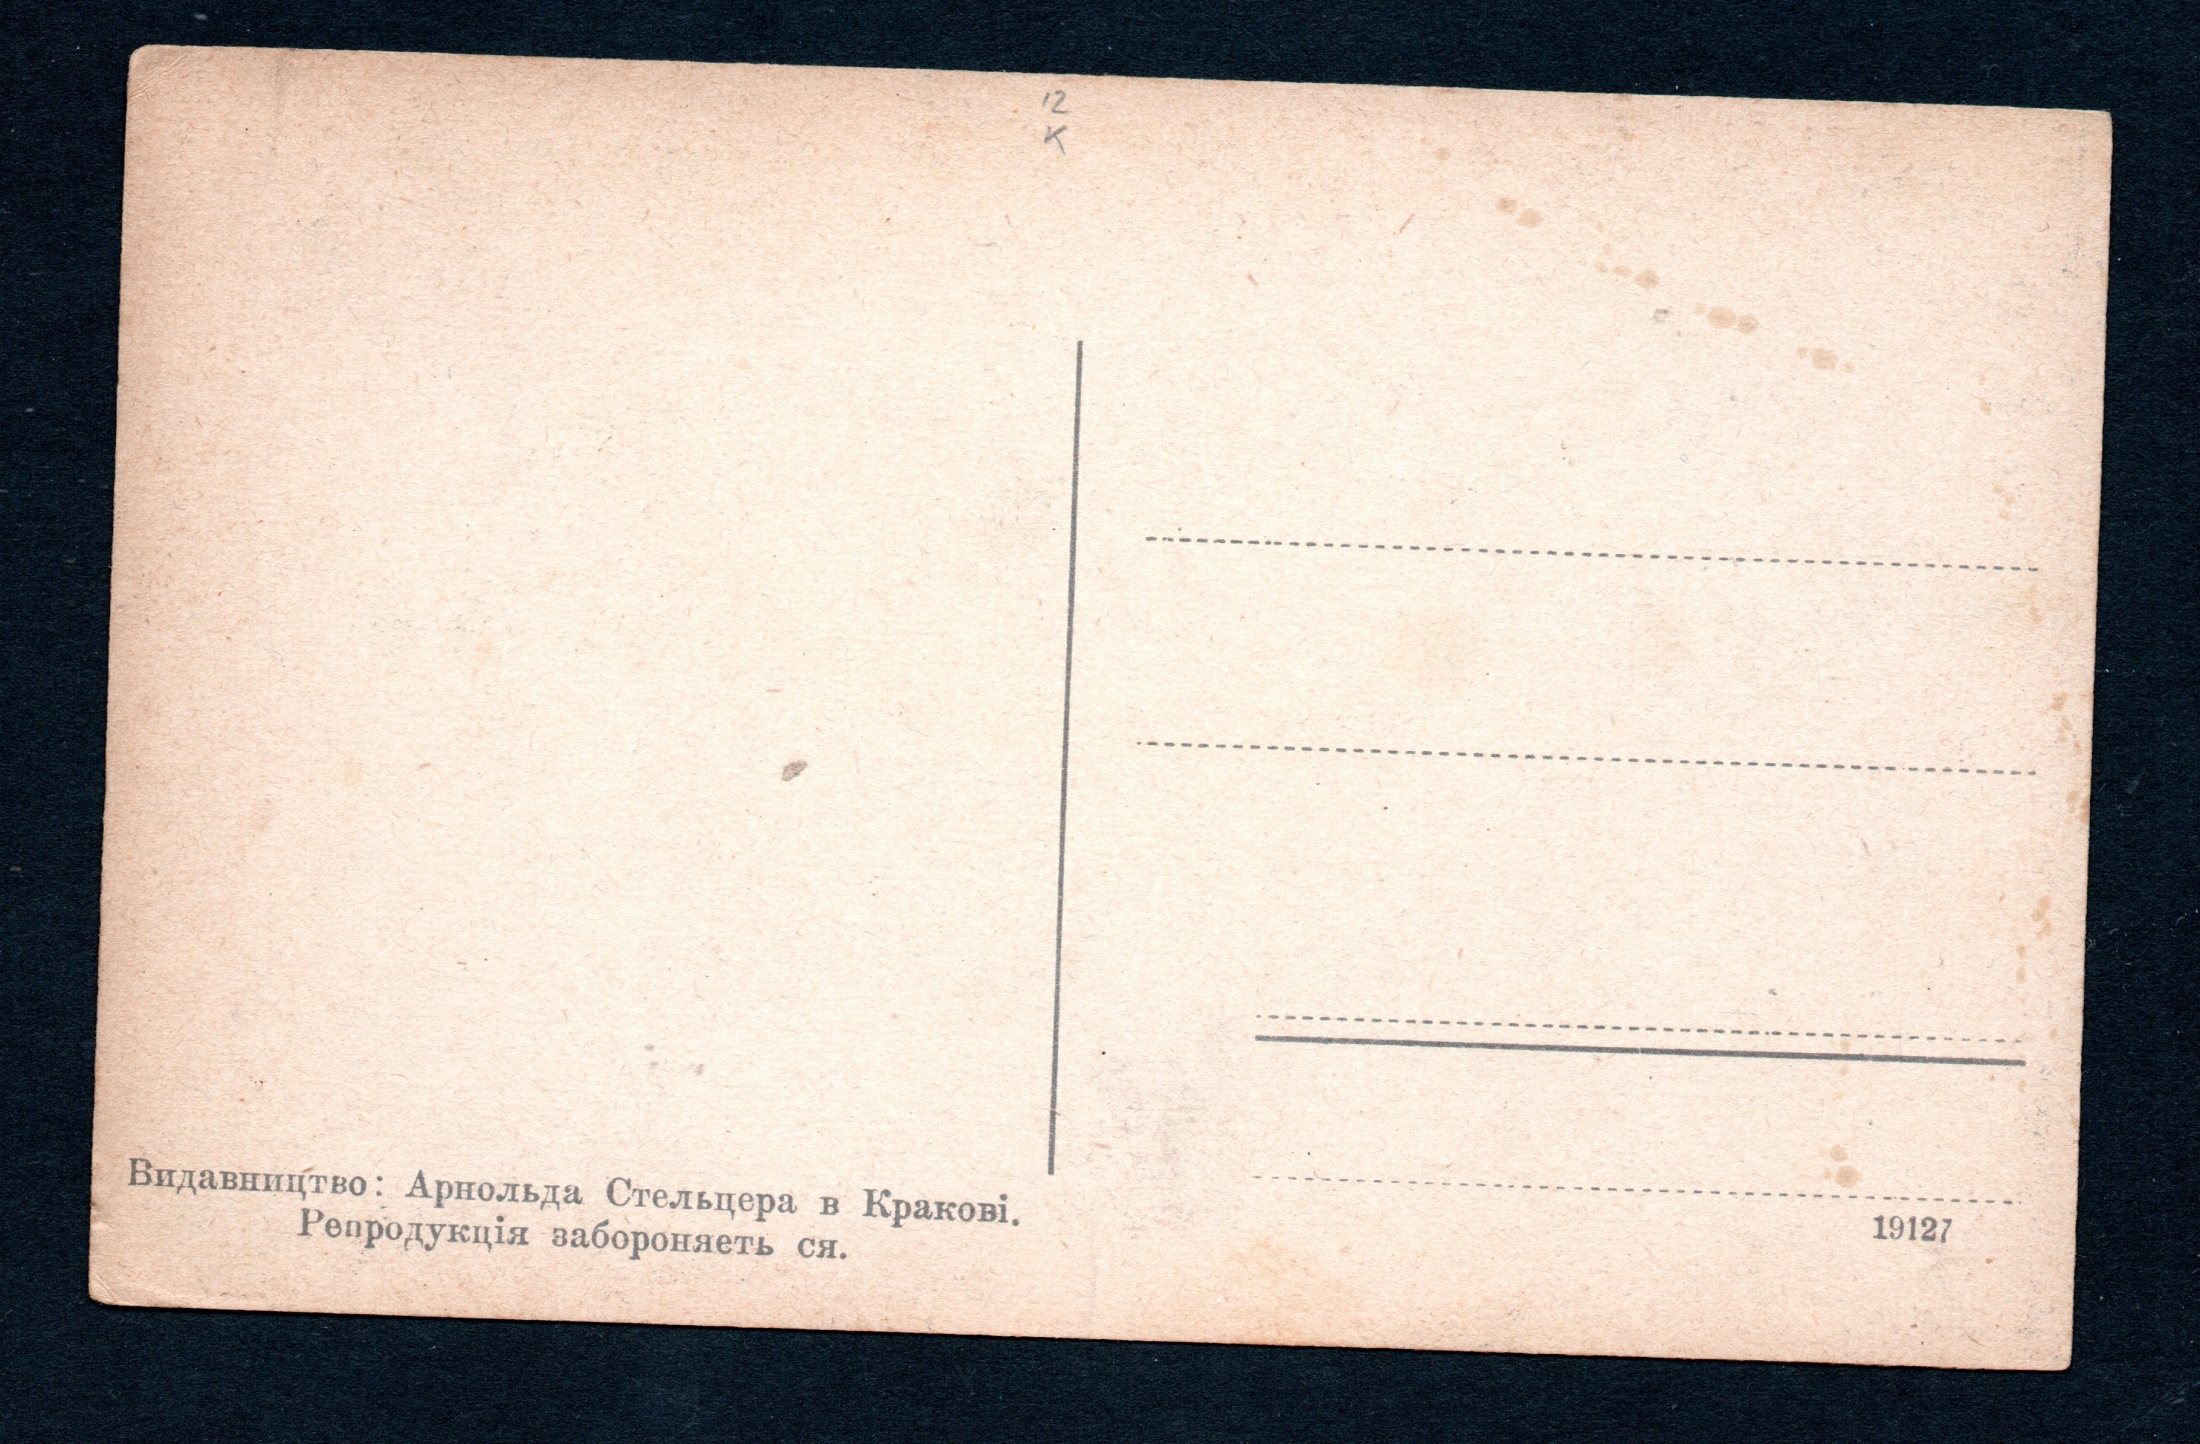 12
K
Видавництво: Арнольда Стельцера в Кракові.
Репродукція забороняеть ся.
19127